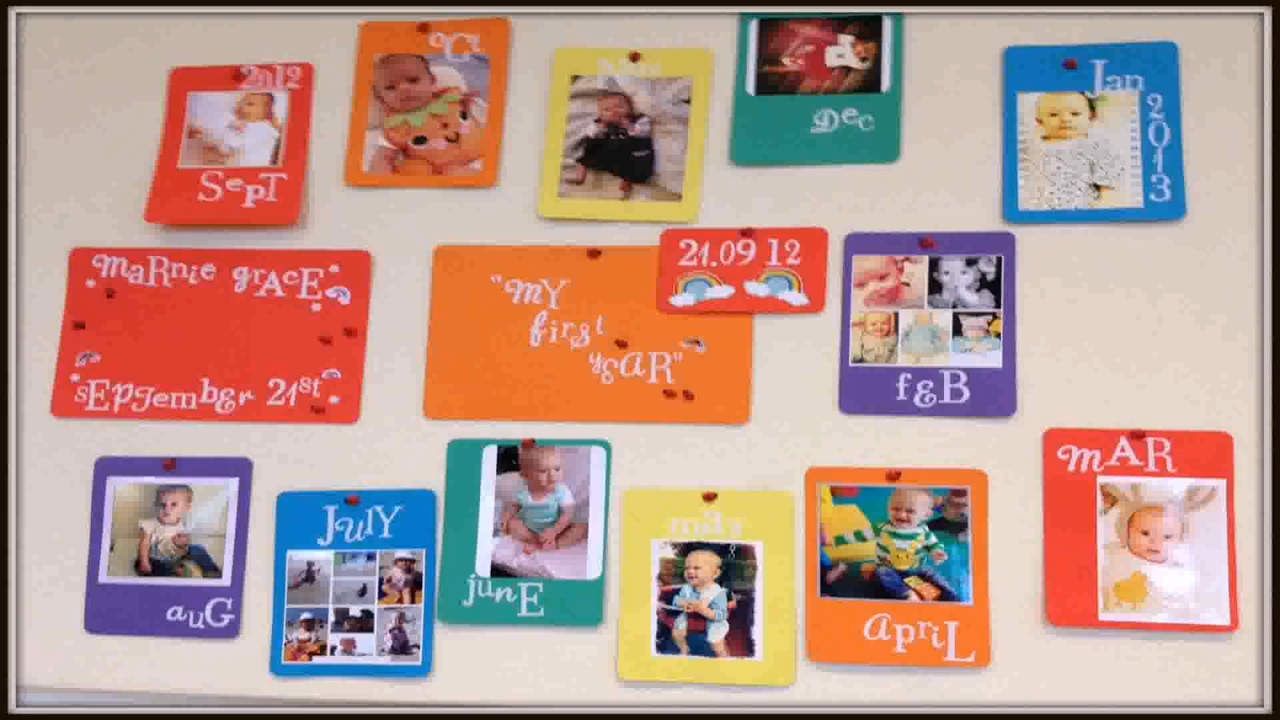 2012
SepT
Dec
Jan
2013
maRnie grAcE
sEpTember 21st
"mY
first
yeaR"
21.09 12
feB
mAR
apriL
junE
JulY
auG